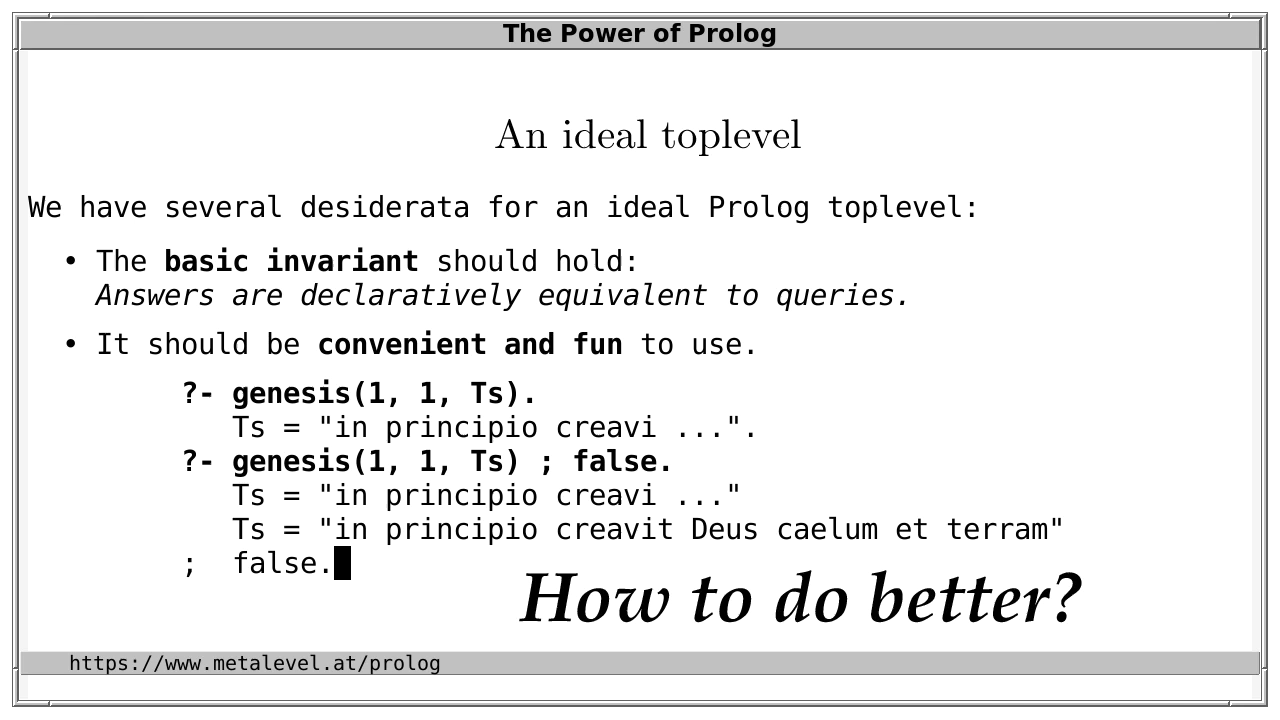 The Power of Prolog
An ideal toplevel
We have several desiderata for an ideal Prolog toplevel:
• The basic invariant should hold:
Answers are declaratively equivalent to queries.
• It should be convenient and fun to use.
?- genesis(1, 1, Ts).
Ts = "in principio creavi ...".
?- genesis(1, 1, Ts) ; false.
Ts = "in principio creavi ..."
Ts = "in principio creavit Deus caelum et terram"
; false.
How to do better?
https://www.metalevel.at/prolog